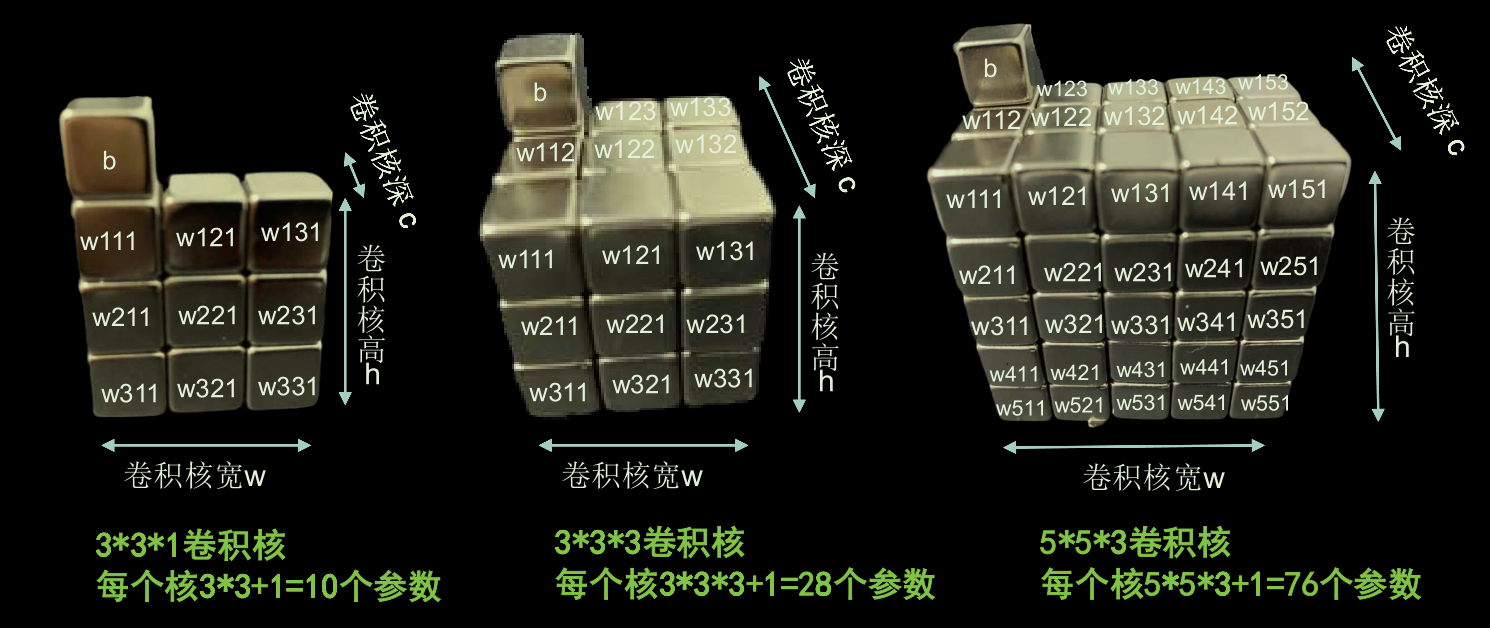 b
w111 w121 w131
w211 w221 w231
w311 w321 w331
卷积核深 c
卷积核高h
卷积核宽w
3*3*1卷积核
每个核3*3+1=10个参数
b
w123 w133
w112 w122 w132
w111 w121 w131
w211 w221 w231
w311 w321 w331
卷积核深 c
卷积核高h
卷积核宽w
3*3*3卷积核
每个核3*3*3+1=28个参数
b
w123 w133 w143 w153
w112 w122 w132 w142 w152
w111 w121 w131 w141 w151
w211 w221 w231 w241 w251
w311 w321 w331 w341 w351
w411 w421 w431 w441 w451
w511 w521 w531 w541 w551
卷积核深 c
卷积核高h
卷积核宽w
5*5*3卷积核
每个核5*5*3+1=76个参数